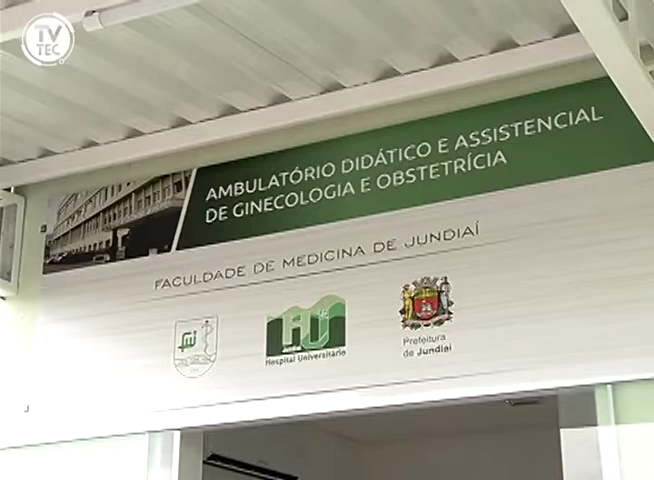 TV
TEC
AMBULATÓRIO DIDÁTICO E ASSISTENCIAL
DE GINECOLOGIA E OBSTETRÍCIA
FACULDADE DE MEDICINA DE JUNDIAÍ
HU
Hospital Universitário
Prefeitura
de Jundiaí